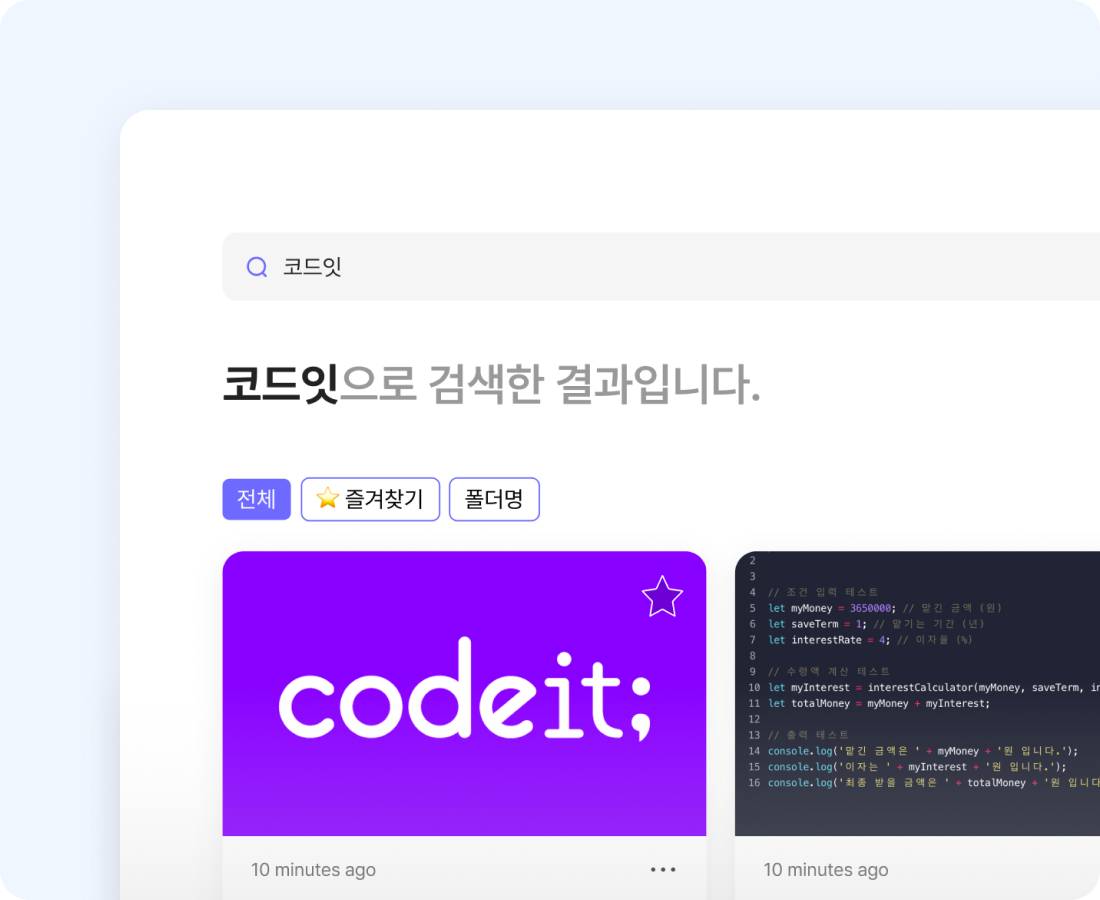 코드잇
코드잇으로 검색한 결과입니다.
전체
⭐ 즐겨찾기
폴더명
codeit;
10 minutes ago
2
3
4 // 조건 입력 테스트
5 let myMoney = 3650000; // 맡긴 금액 (원)
6 let saveTerm = 1; // 맡기는 기간 (년)
7 let interestRate = 4; // 이자율 (%)
8
9 // 수령액 계산 테스트
10 let myInterest = interestCalculator(myMoney, saveTerm, in
11 let totalMoney = myMoney + myInterest;
12
13 // 출력 테스트
14 console.log('맡긴 금액은 ' + myMoney + '원 입니다.');
15 console.log('이자는 ' + myInterest + '원 입니다.');
16 console.log('최종 받을 금액은 ' + totalMoney + '원 입니다
10 minutes ago